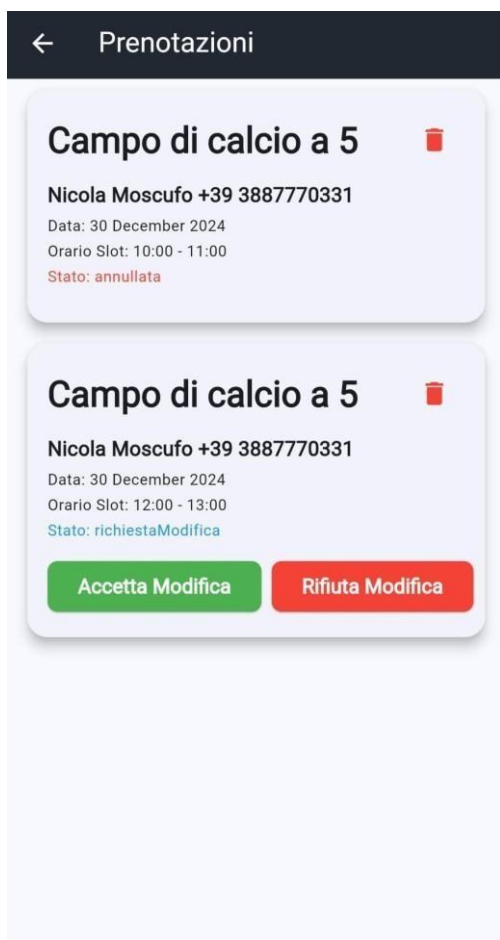 Prenotazioni
Campo di calcio a 5
Nicola Moscufo +39 3887770331
Data: 30 December 2024
Orario Slot: 10:00 - 11:00
Stato: annullata
Campo di calcio a 5
Nicola Moscufo +39 3887770331
Data: 30 December 2024
Orario Slot: 12:00 - 13:00
Stato: richiestaModifica
Accetta Modifica Rifiuta Modifica